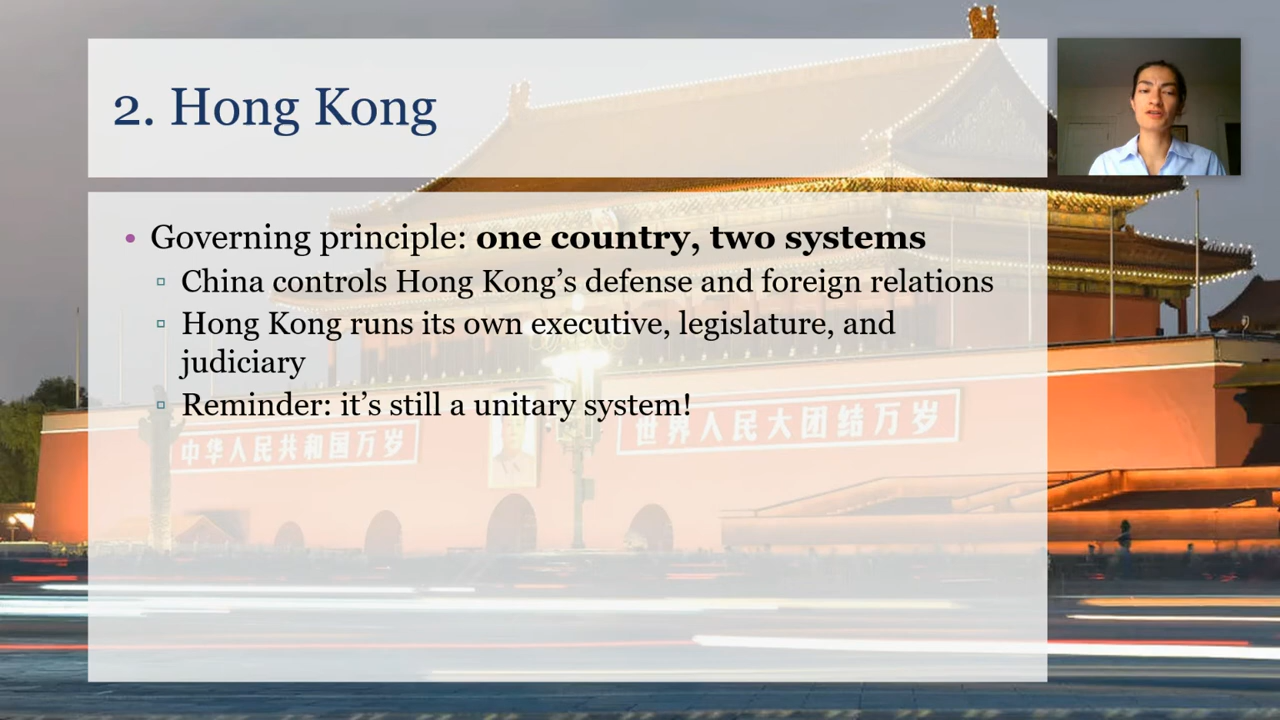 2. Hong Kong
• Governing principle: one country, two systems
▫ China controls Hong Kong’s defense and foreign relations
▫ Hong Kong runs its own executive, legislature, and
judiciary
▫ Reminder: it’s still a unitary system!
中华人民共和国万岁
世界人民大团结万岁